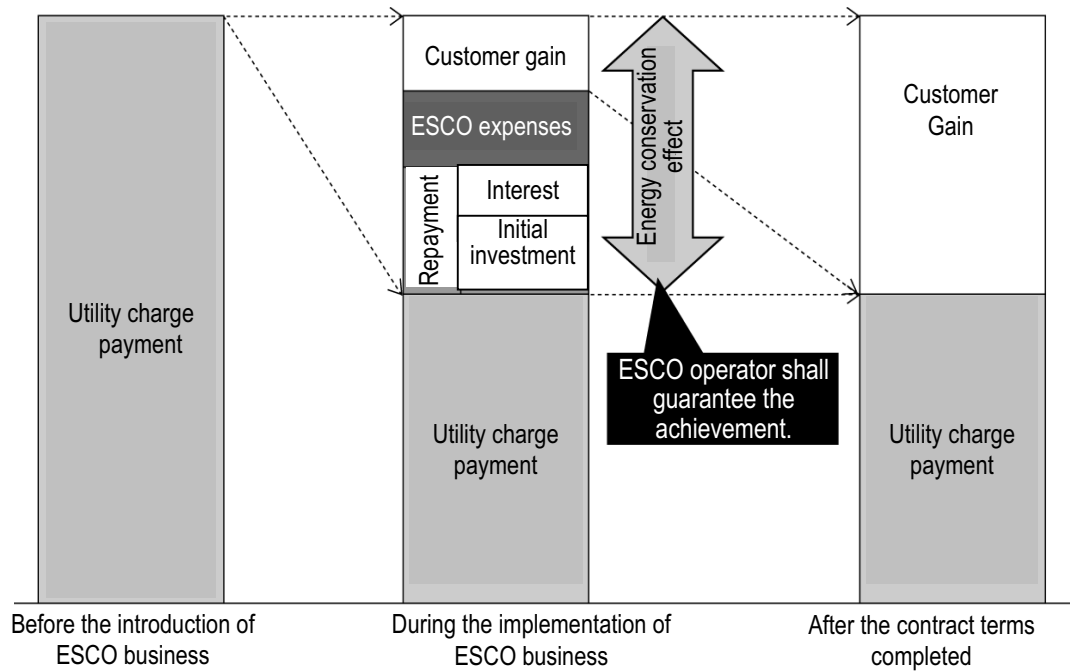 Utility charge
payment
Customer gain
ESCO expenses
Repayment
Interest
Initial
investment
Utility charge
payment
Energy conservation
effect
ESCO operator shall
guarantee the
achievement.
Customer
Gain
Utility charge
payment
Before the introduction of
ESCO business
During the implementation of
ESCO business
After the contract terms
completed